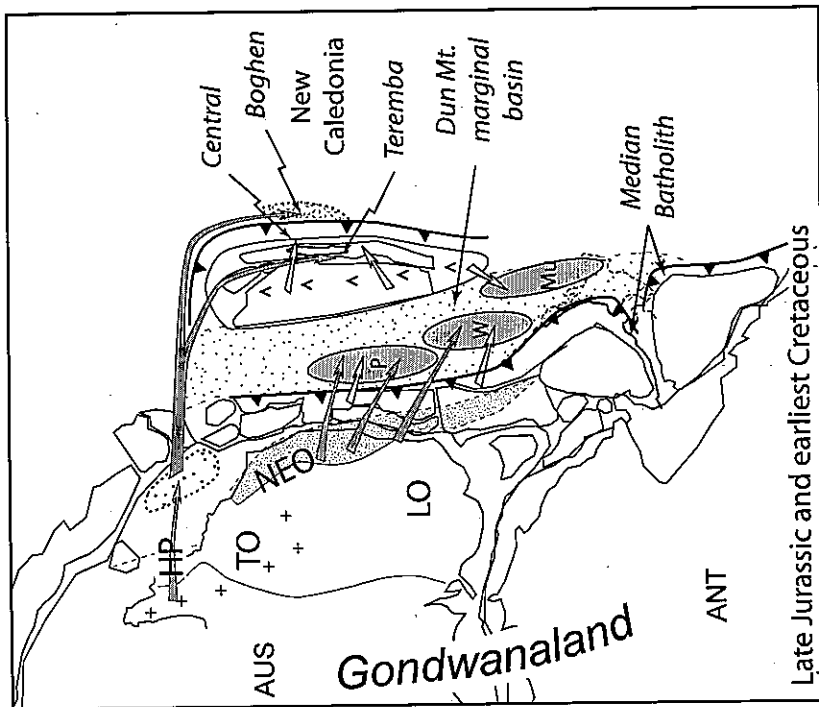 Central
Boghen
New
Caledonia
Teremba
Dun Mt.
marginal
basin
Median
Batholith
HP
NEO
TO
LO
P
W
Mu
AUS
Gondwanaland
ANT
Late Jurassic and earliest Cretaceous